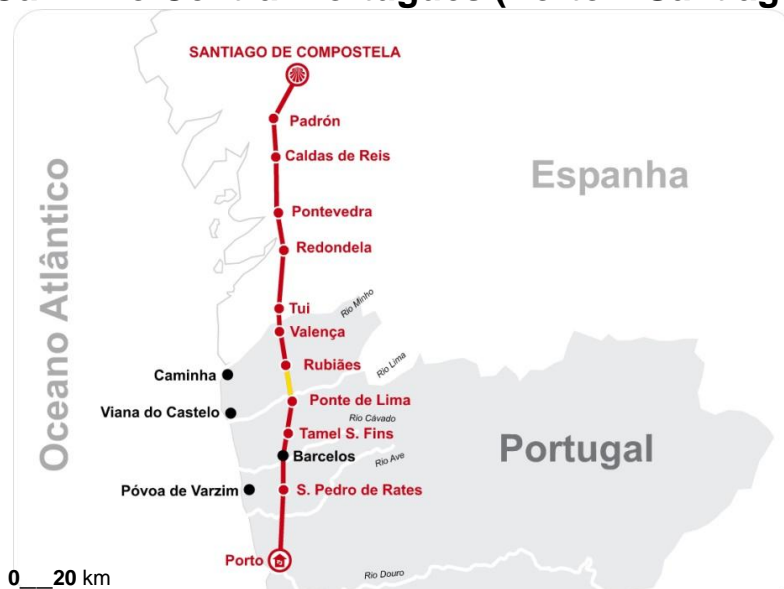 SANTIAGO DE COMPOSTELA
Padrón
Caldas de Reis
Espanha
Pontevedra
Redondela
Oceano Atlântico
Rio Minho
Tui
Valença
Rubiães
Rio Lima
Caminha
Ponte de Lima
Viana do Castelo
Rio Cávado
Tamel S. Fins
Portugal
Barcelos
Rio Ave
Póvoa de Varzim
S. Pedro de Rates
Porto
Rio Douro
0__20 km